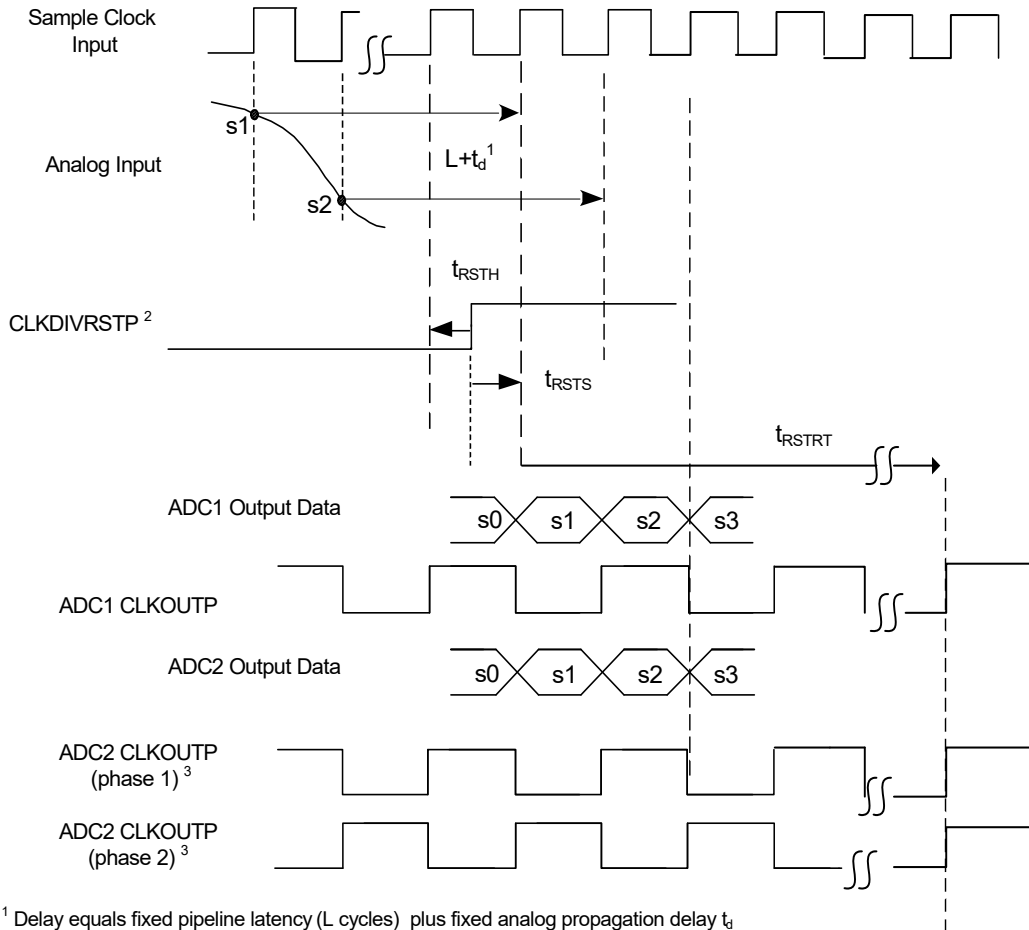 Sample Clock
Input
s1
L+td¹
Analog Input
s2
tRSTH
CLKDIVRSTP ²
tRSTS
tRSTRT
ADC1 Output Data
s0 s1 s2 s3
ADC1 CLKOUTP
ADC2 Output Data
s0 s1 s2 s3
ADC2 CLKOUTP
(phase 1) ³
ADC2 CLKOUTP
(phase 2) ³
¹ Delay equals fixed pipeline latency (L cycles) plus fixed analog propagation delay td